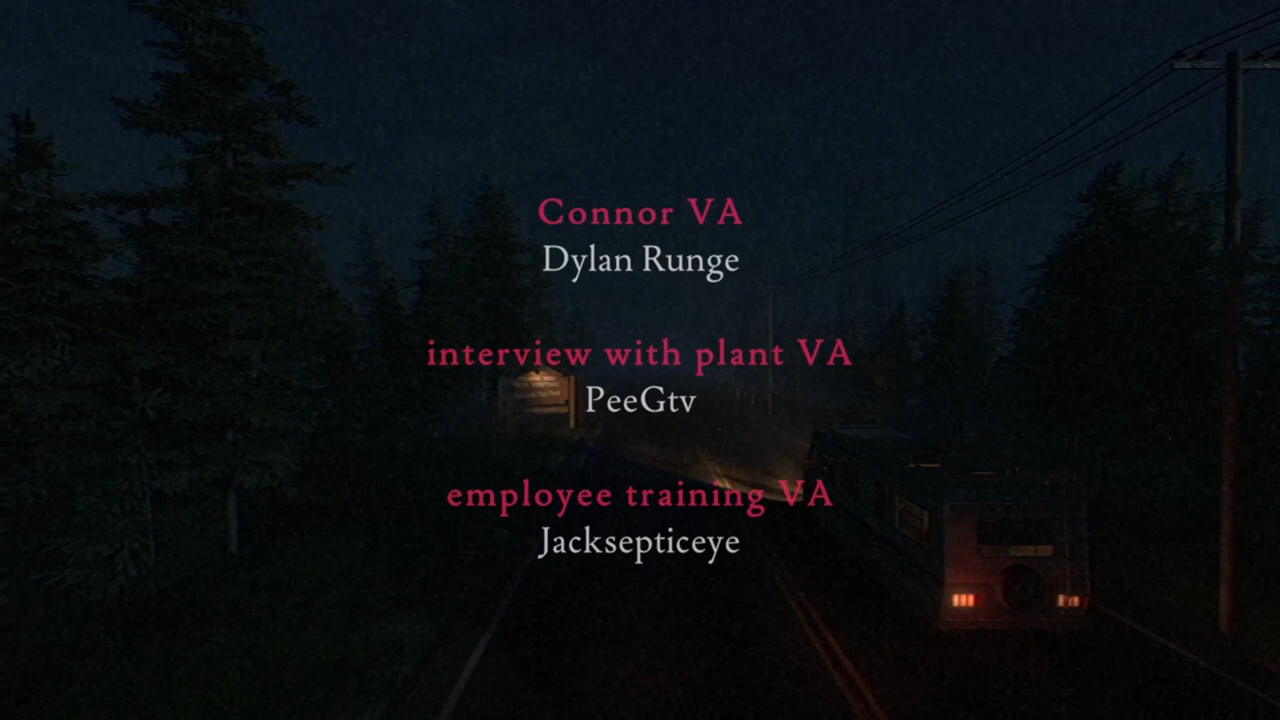 Connor VA
Dylan Runge
interview with plant VA
PeeGtv
employee training VA
Jacksepticeye